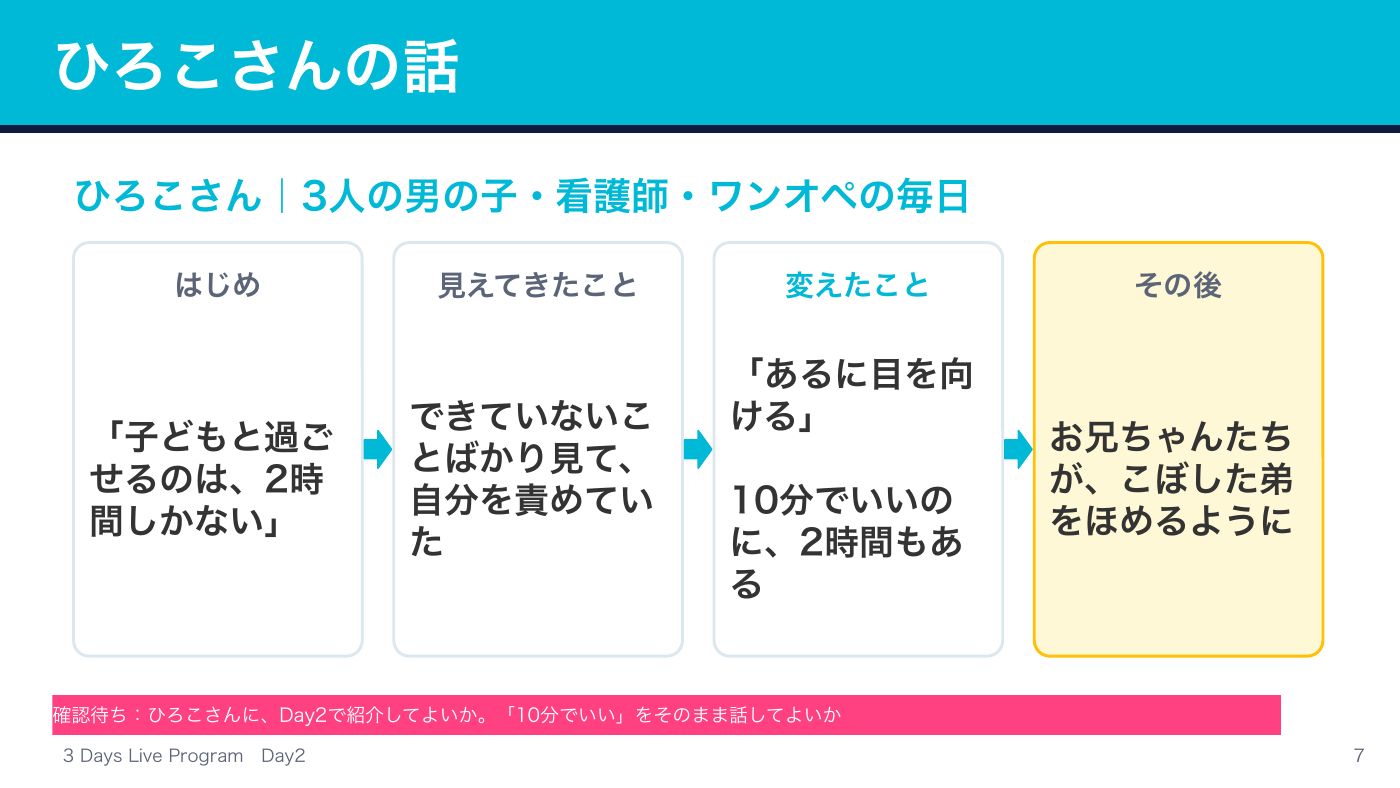 ひろこさんの話
ひろこさん｜3人の男の子・看護師・ワンオペの毎日
はじめ
「子どもと過ご
せるのは、2時
間しかない」
見えてきたこと
できていないこ
とばかり見て、
自分を責めてい
た
変えたこと
「あるに目を向
ける」
10分でいいの
に、2時間もあ
る
その後
お兄ちゃんたち
が、こぼした弟
をほめるように
確認待ち：ひろこさんに、Day2で紹介してよいか。「10分でいい」をそのまま話してよいか
3 Days Live Program　Day2
7